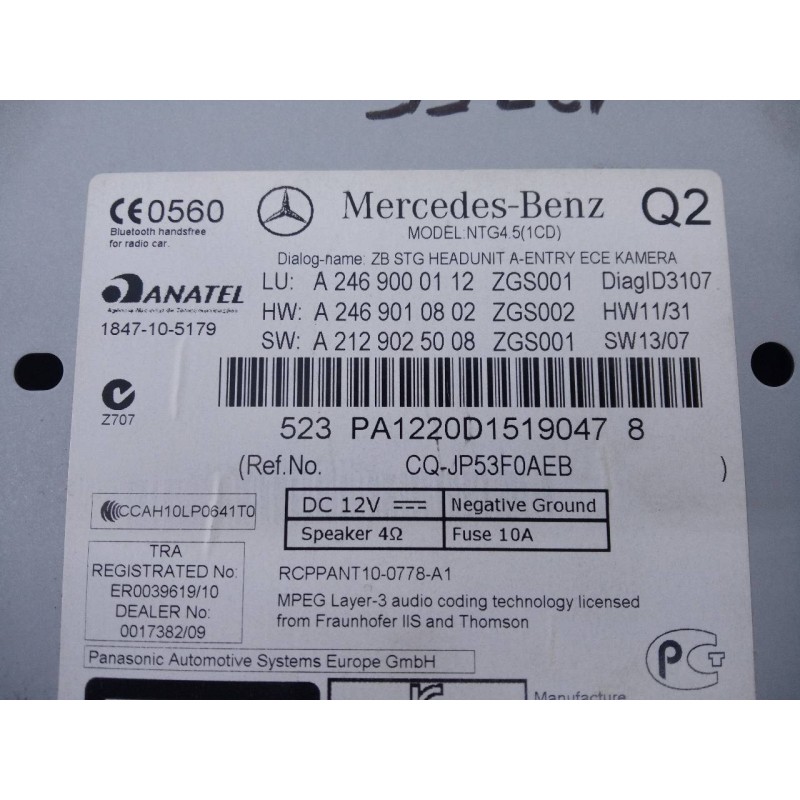 CE0560
Bluetooth handsfree
for radio car.
Mercedes-Benz
Q2
MODEL:NTG4.5(1CD)
Dialog-name: ZB STG HEADUNIT A-ENTRY ECE KAMERA
LU: A 246 900 01 12 ZGS001 DiagID3107
HW: A 246 901 08 02 ZGS002 HW11/31
SW: A 212 902 50 08 ZGS001 SW13/07
ANATEL
1847-10-5179
Z707
523 PA1220D1519047 8
(Ref.No. CQ-JP53F0AEB )
CCAH10LP0641T0
DC 12V Negative Ground
Speaker 4Ω Fuse 10A
TRA
REGISTRATED No:
ER0039619/10
DEALER No:
0017382/09
RCPPANT10-0778-A1
MPEG Layer-3 audio coding technology licensed
from Fraunhofer IIS and Thomson
Panasonic Automotive Systems Europe GmbH
PCT
Manufacture